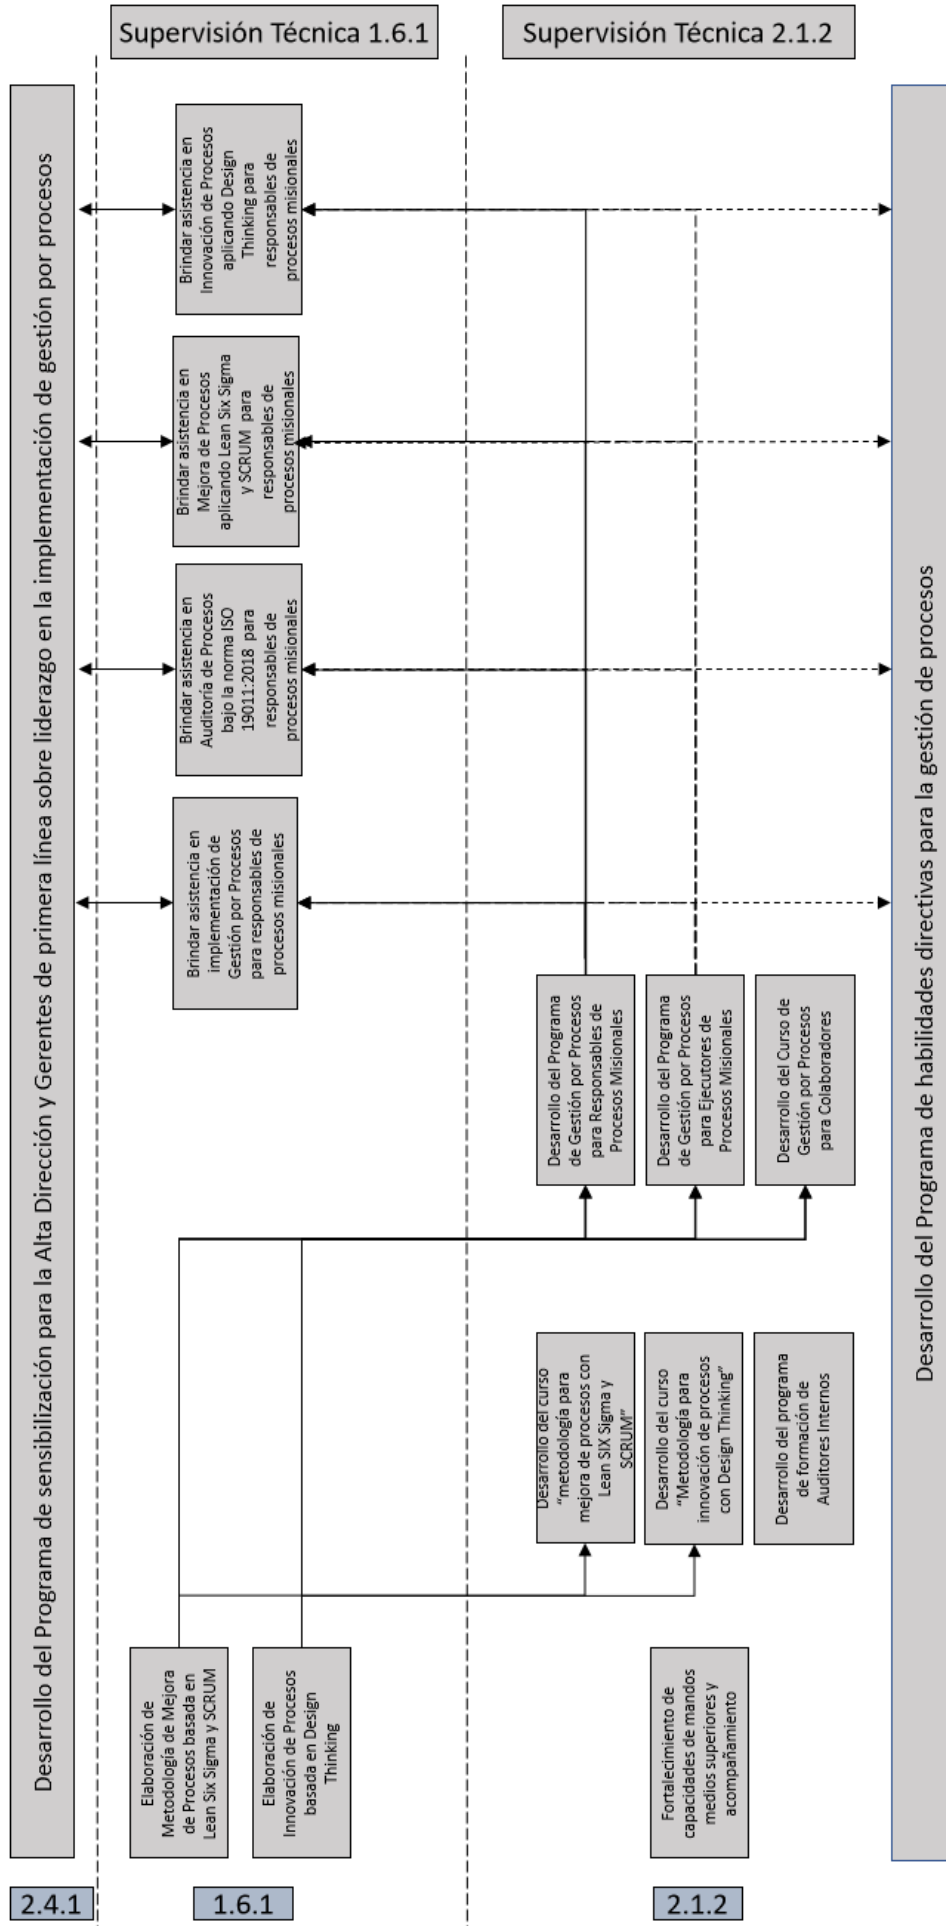 Supervisión Técnica 1.6.1
Supervisión Técnica 2.1.2
Desarrollo del Programa de sensibilización para la Alta Dirección y Gerentes de primera línea sobre liderazgo en la implementación de gestión por procesos
Brindar asistencia en
Innovación de Procesos
aplicando Design
Thinking para
responsables de
procesos misionales
Brindar asistencia en
Mejora de Procesos
aplicando Lean Six Sigma
y SCRUM para
responsables de
procesos misionales
Brindar asistencia en
Auditoría de Procesos
bajo la norma ISO
19011:2018 para
responsables de
procesos misionales
Brindar asistencia en
implementación de
Gestión por Procesos
para responsables de
procesos misionales
Desarrollo del Programa
de Gestión por Procesos
para Responsables de
Procesos Misionales
Desarrollo del Programa
de Gestión por Procesos
para Ejecutores de
Procesos Misionales
Desarrollo del Curso de
Gestión por Procesos
para Colaboradores
Desarrollo del curso
“metodología para
mejora de procesos con
Lean SIX Sigma y
SCRUM”
Desarrollo del curso
“Metodología para
innovación de procesos
con Design Thinking”
Desarrollo del programa
de formación de
Auditores Internos
Elaboración de
Metodología de Mejora
de Procesos basada en
Lean Six Sigma y SCRUM
Elaboración de
Innovación de Procesos
basada en Design
Thinking
Fortalecimiento de
capacidades de mandos
medios superiores y
acompañamiento
Desarrollo del Programa de habilidades directivas para la gestión de procesos
2.4.1
1.6.1
2.1.2